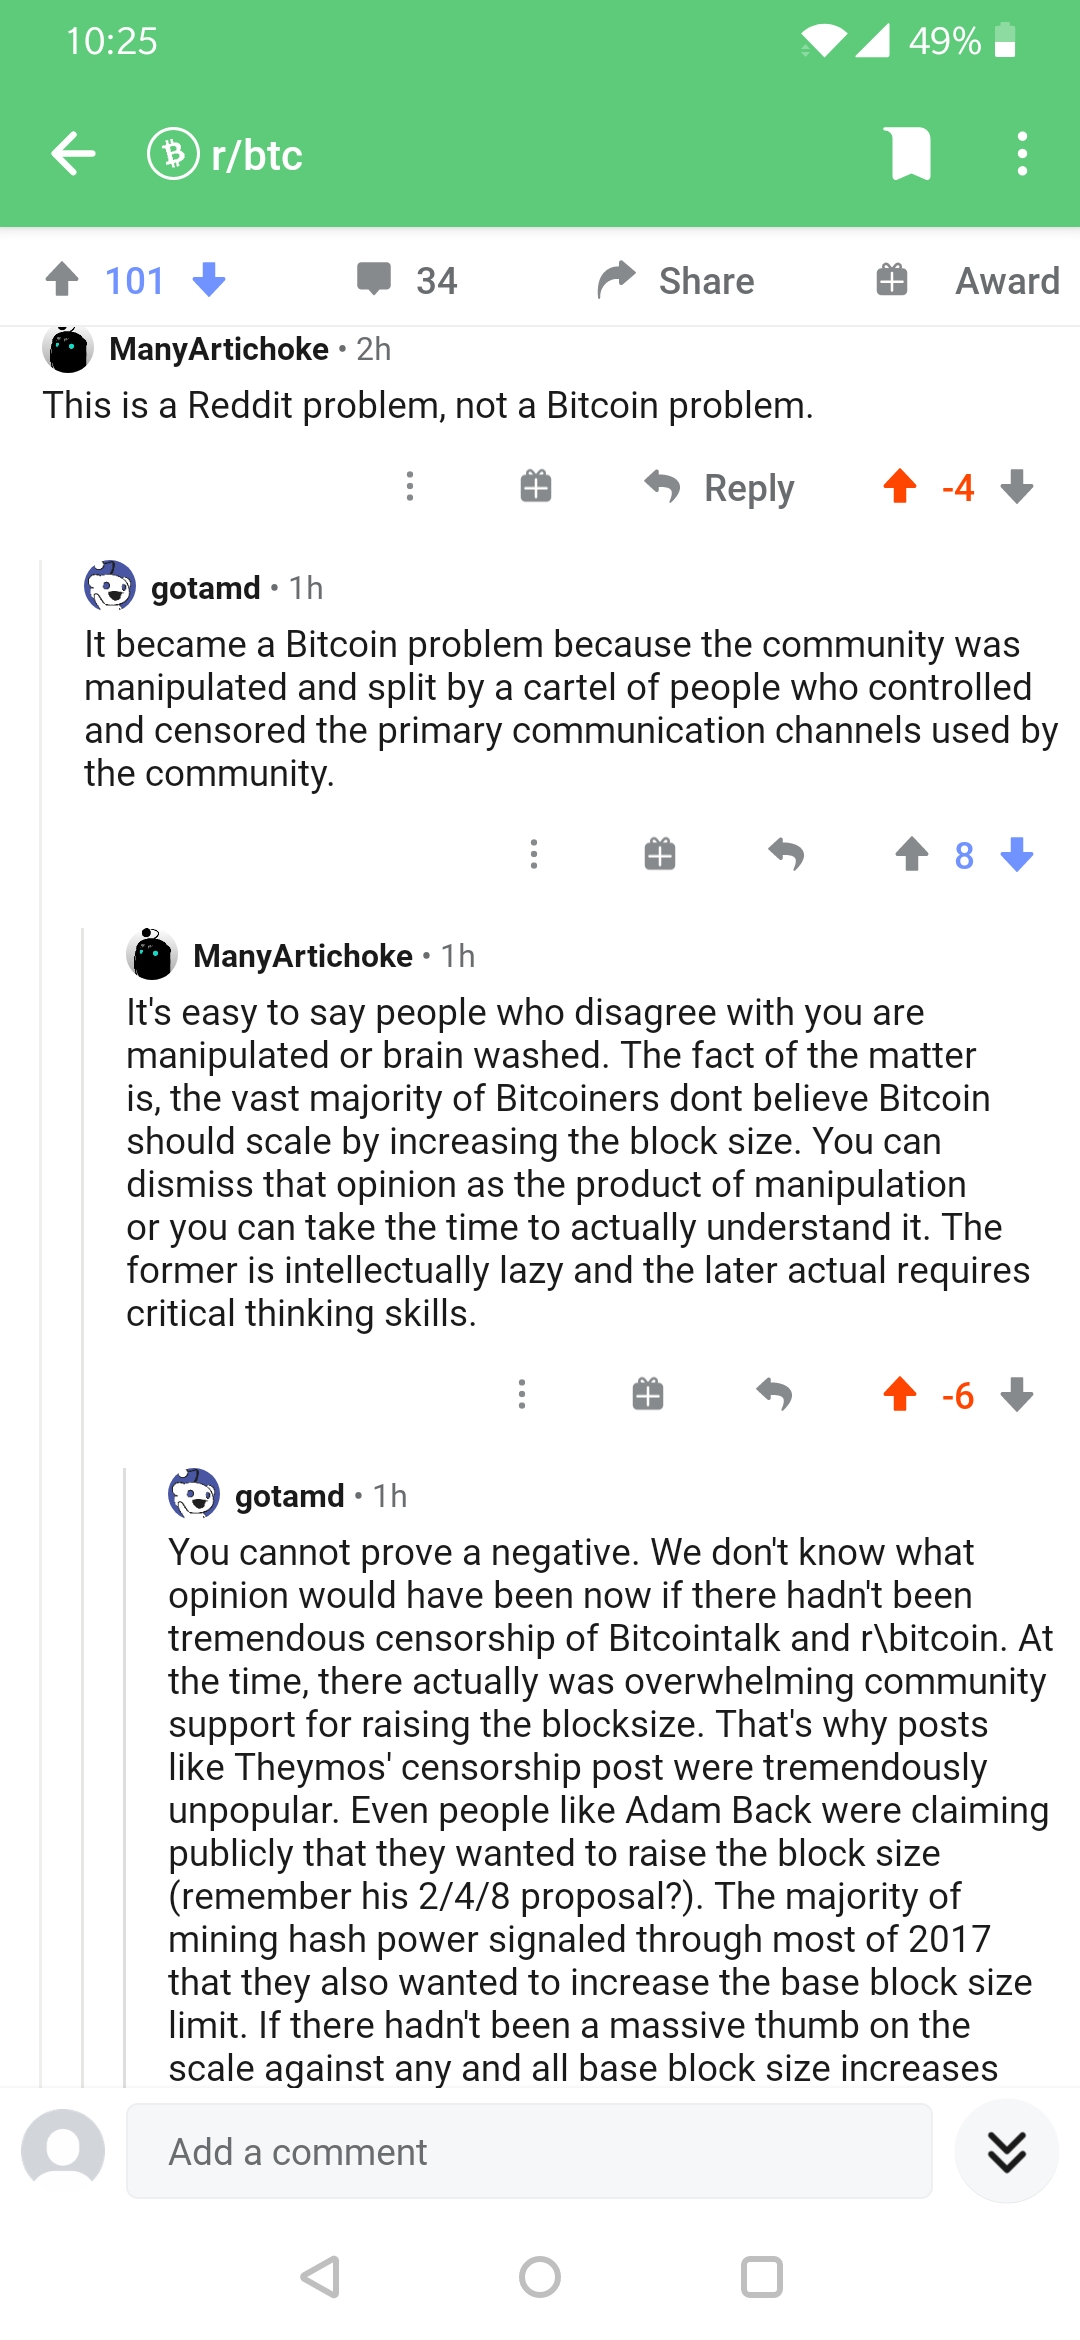 10:25
49%
r/btc
101
34
Share
Award
ManyArtichoke • 2h
This is a Reddit problem, not a Bitcoin problem.
Reply
-4
gotamd • 1h
It became a Bitcoin problem because the community was
manipulated and split by a cartel of people who controlled
and censored the primary communication channels used by
the community.
8
ManyArtichoke • 1h
It's easy to say people who disagree with you are
manipulated or brain washed. The fact of the matter
is, the vast majority of Bitcoiners dont believe Bitcoin
should scale by increasing the block size. You can
dismiss that opinion as the product of manipulation
or you can take the time to actually understand it. The
former is intellectually lazy and the later actual requires
critical thinking skills.
-6
gotamd • 1h
You cannot prove a negative. We don't know what
opinion would have been now if there hadn't been
tremendous censorship of Bitcointalk and r\bitcoin. At
the time, there actually was overwhelming community
support for raising the blocksize. That's why posts
like Theymos' censorship post were tremendously
unpopular. Even people like Adam Back were claiming
publicly that they wanted to raise the block size
(remember his 2/4/8 proposal?). The majority of
mining hash power signaled through most of 2017
that they also wanted to increase the base block size
limit. If there hadn't been a massive thumb on the
scale against any and all base block size increases
Add a comment